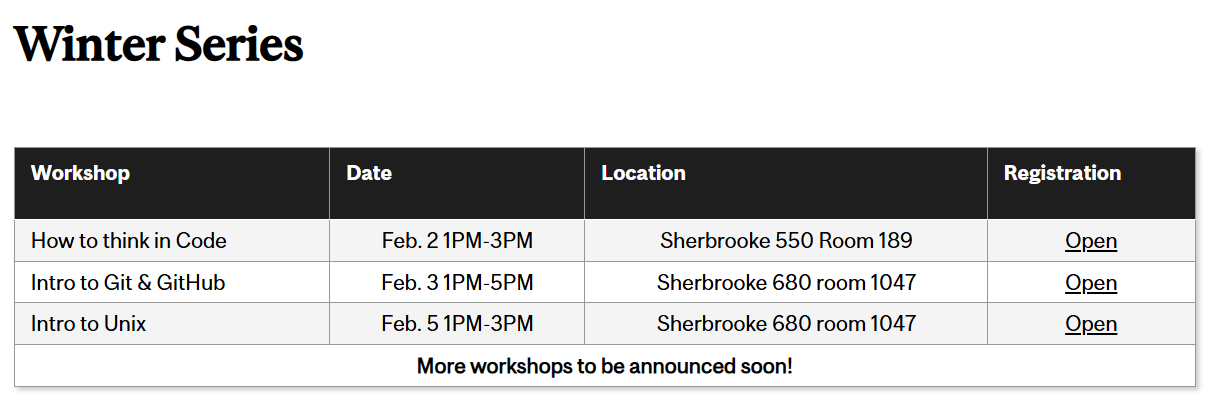 Winter Series
Workshop Date Location Registration
How to think in Code Feb. 2 1PM-3PM Sherbrooke 550 Room 189 Open
Intro to Git & GitHub Feb. 3 1PM-5PM Sherbrooke 680 room 1047 Open
Intro to Unix Feb. 5 1PM-3PM Sherbrooke 680 room 1047 Open
More workshops to be announced soon!